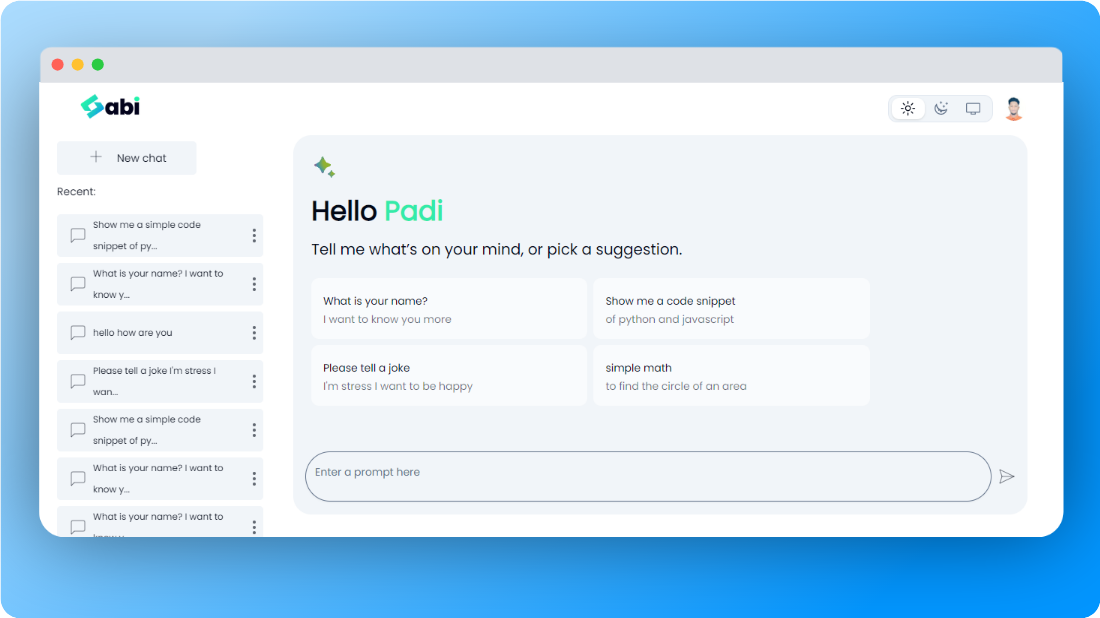 Sabi
New chat
Recent:
Show me a simple code
snippet of py...
What is your name? I want to
know y...
hello how are you
Please tell a joke I'm stress I
wan...
Show me a simple code
snippet of py...
What is your name? I want to
know y...
What is your name? I want to
Hello Padi
Tell me what's on your mind, or pick a suggestion.
What is your name?
I want to know you more
Show me a code snippet
of python and javascript
Please tell a joke
I'm stress I want to be happy
simple math
to find the circle of an area
Enter a prompt here